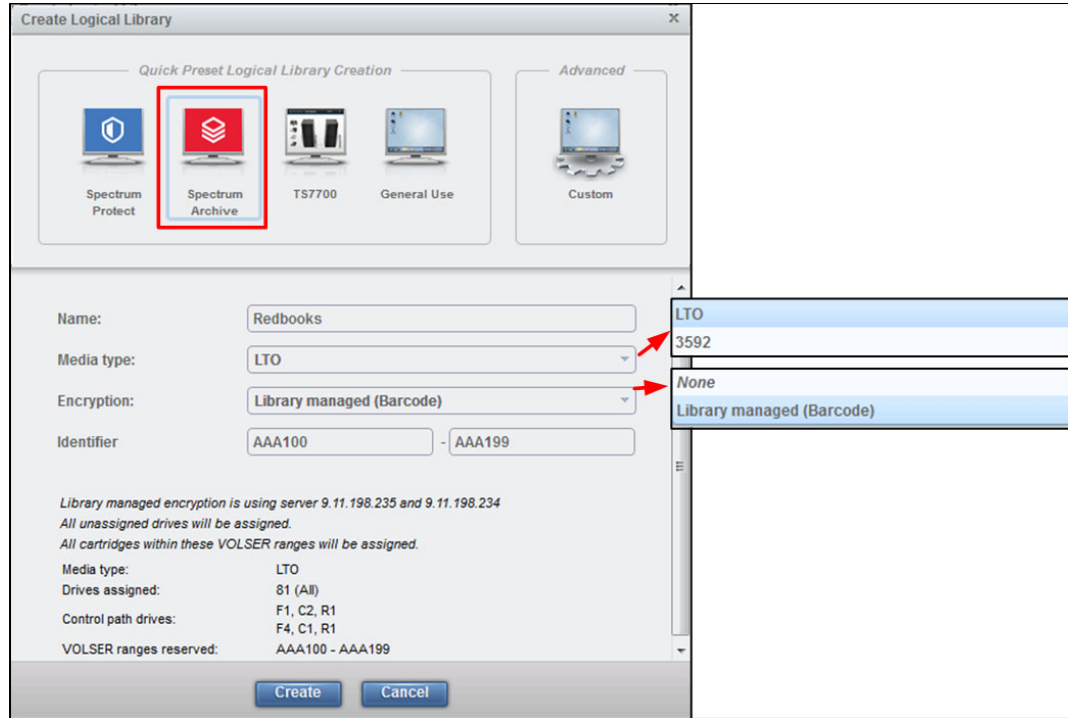 Create Logical Library x
Quick Preset Logical Library Creation
Advanced
Spectrum Protect
Spectrum Archive
TS7700
General Use
Custom
Name: Redbooks
Media type: LTO
Encryption: Library managed (Barcode)
Identifier AAA100 - AAA199
LTO
3592
None
Library managed (Barcode)
Library managed encryption is using server 9.11.198.235 and 9.11.198.234
All unassigned drives will be assigned.
All cartridges within these VOLSER ranges will be assigned.
Media type: LTO
Drives assigned: 81 (All)
Control path drives: F1, C2, R1
F4, C1, R1
VOLSER ranges reserved: AAA100 - AAA199
Create Cancel